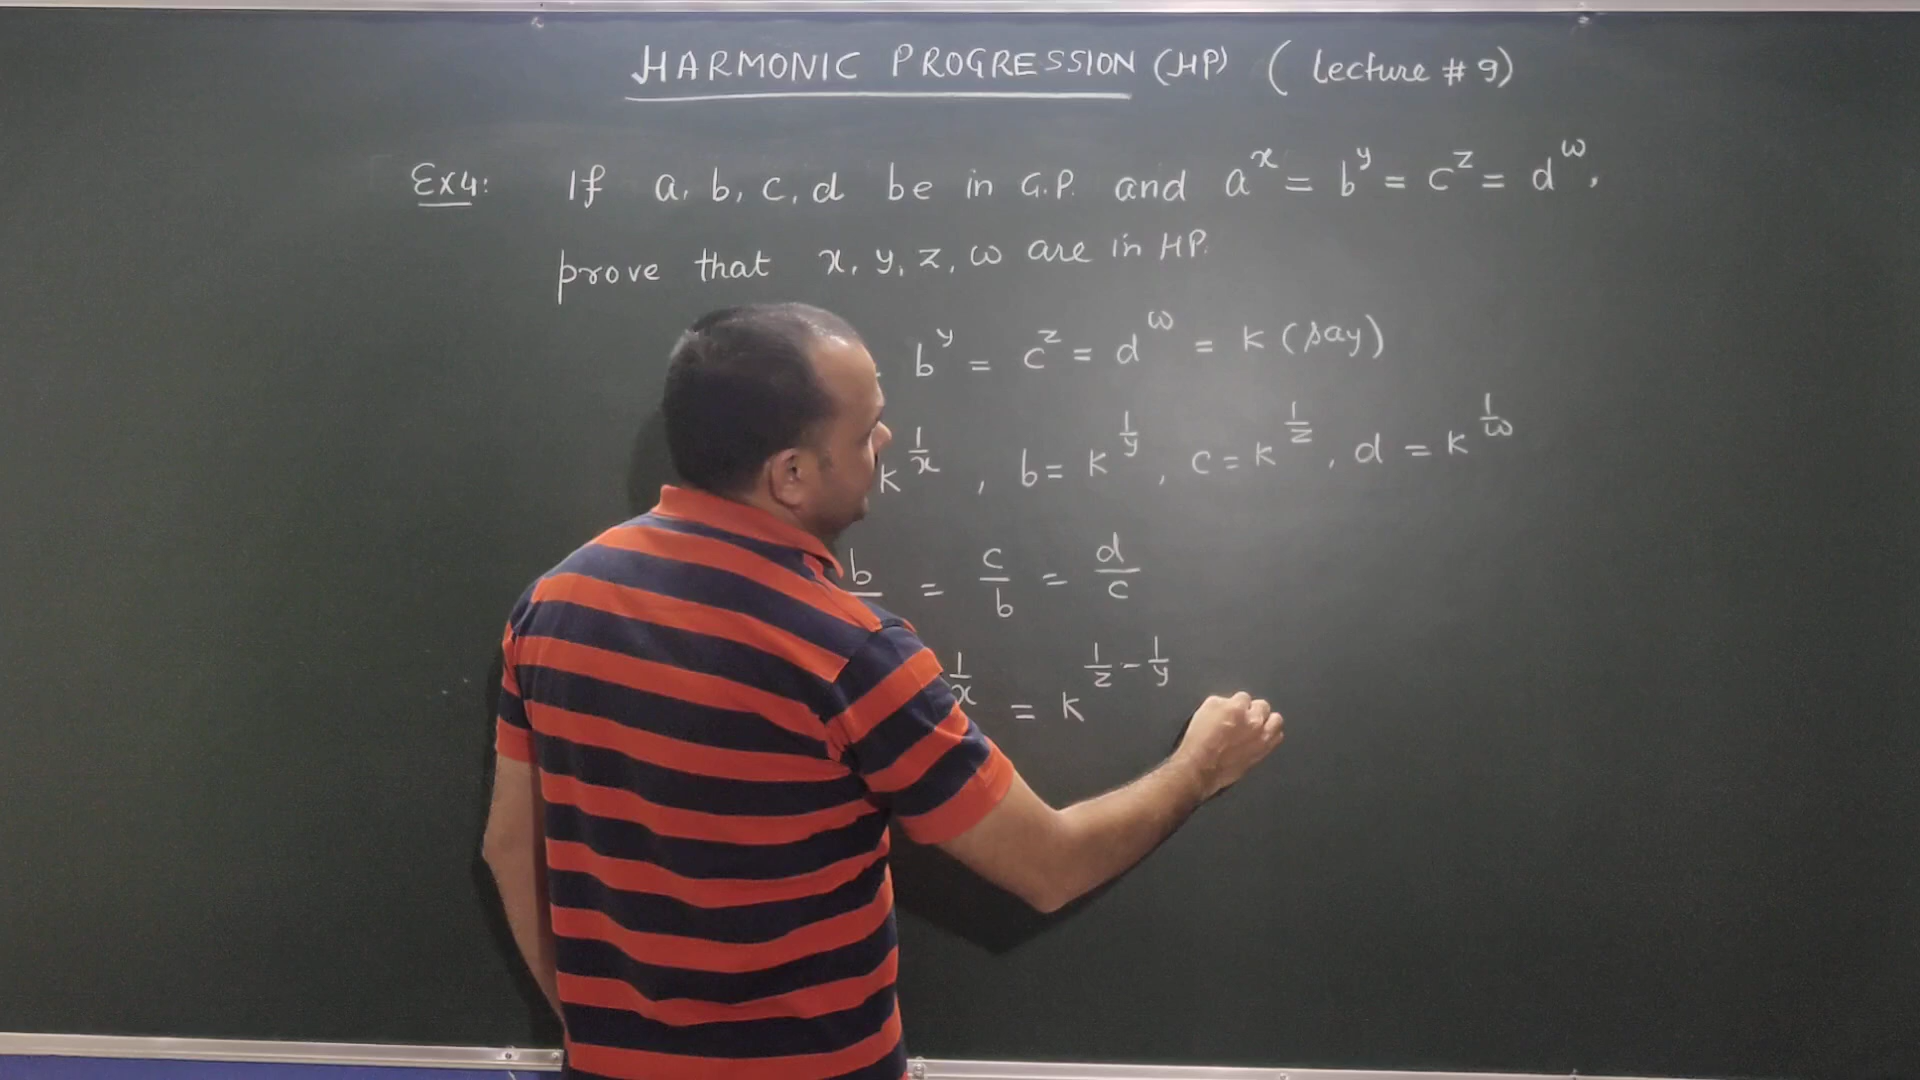 HARMONIC PROGRESSION (HP) ( Lecture # 9)
Ex4: If a, b, c, d be in G.P. and a^x = b^y = c^z = d^w,
prove that x, y, z, w are in HP.
b^y = c^z = d^w = k (say)
k^(1/x) , b = k^(1/y) , c = k^(1/z) , d = k^(1/w)
b = c/b = d/c
1/x = k^(1/z - 1/y)